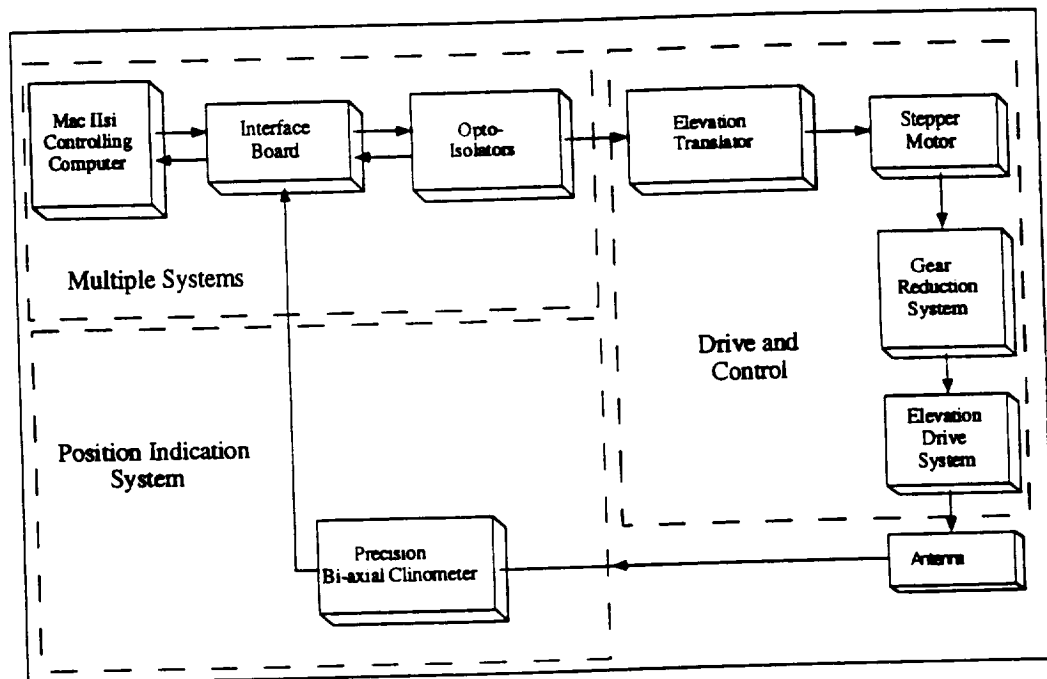 Mac IIsi
Controlling
Computer
Interface
Board
Opto-
Isolators
Elevation
Translator
Stepper
Motor
Multiple Systems
Gear
Reduction
System
Drive and
Control
Elevation
Drive
System
Position Indication
System
Precision
Bi-axial Clinometer
Antenna